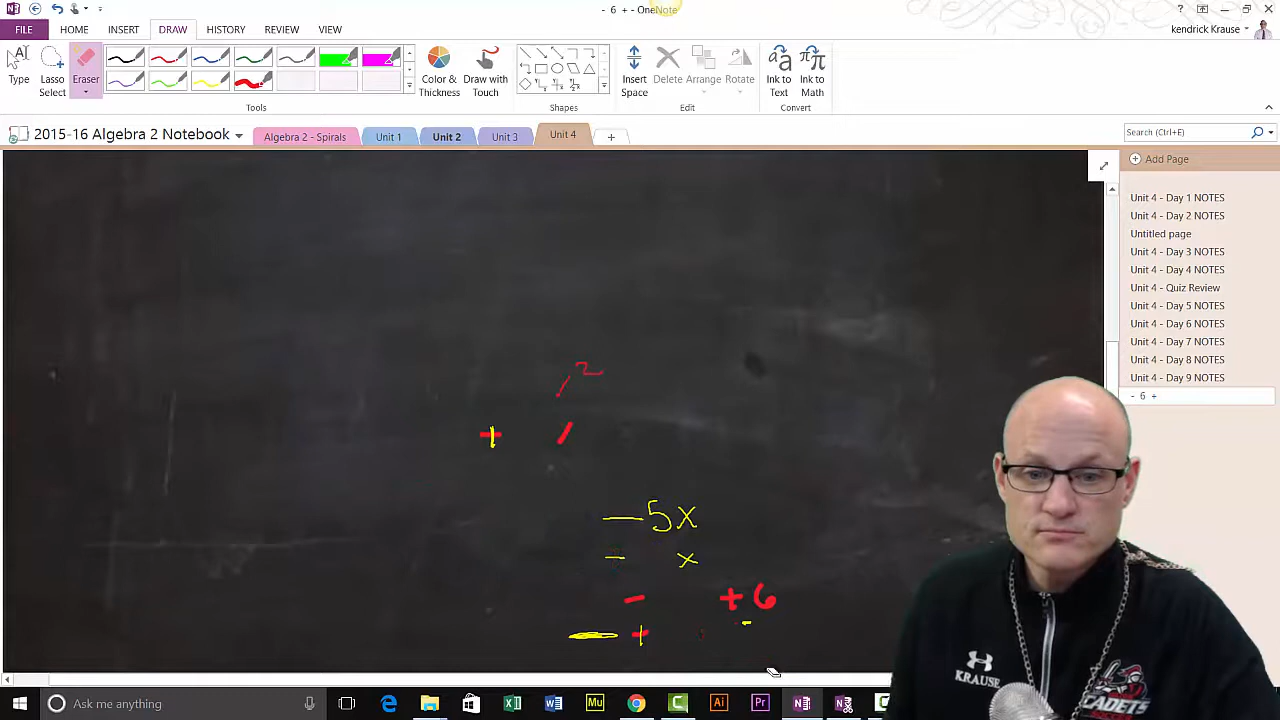 - 6 + - OneNote
kendrick Krause
FILE HOME INSERT DRAW HISTORY REVIEW VIEW
Type
Lasso Select
Eraser
Color & Thickness
Draw with Touch
Insert Space
Delete
Arrange
Rotate
Ink to Text
Ink to Math
Tools
Shapes
Edit
Convert
2015-16 Algebra 2 Notebook
Algebra 2 - Spirals
Unit 1
Unit 2
Unit 3
Unit 4
Search (Ctrl+E)
Add Page
Unit 4 - Day 1 NOTES
Unit 4 - Day 2 NOTES
Untitled page
Unit 4 - Day 3 NOTES
Unit 4 - Day 4 NOTES
Unit 4 - Quiz Review
Unit 4 - Day 5 NOTES
Unit 4 - Day 6 NOTES
Unit 4 - Day 7 NOTES
Unit 4 - Day 8 NOTES
Unit 4 - Day 9 NOTES
- 6 +
2
+
-5x
- x
- +6
- +
KRAUSE
CADETS
Ask me anything
Mu
Ai
Pr